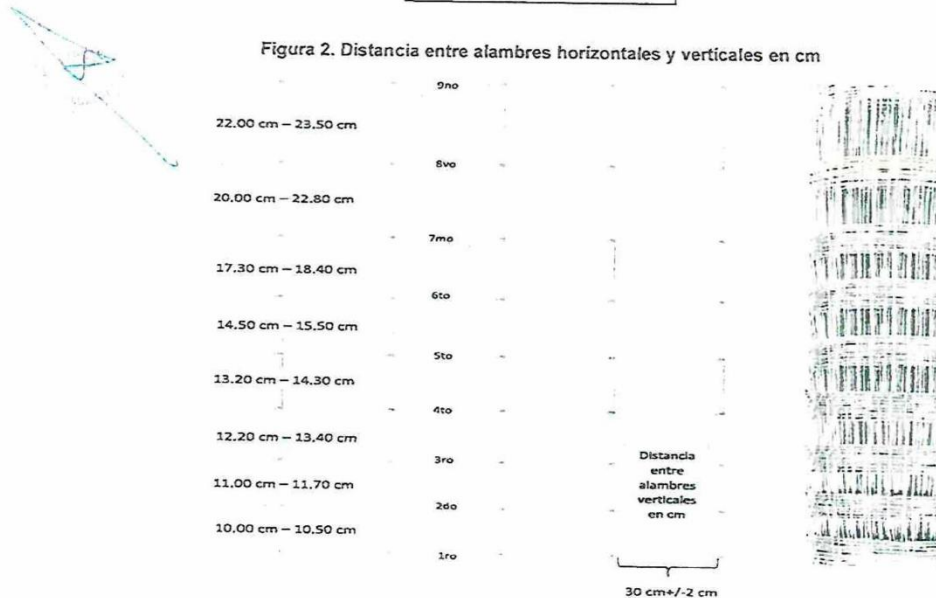 Figura 2. Distancia entre alambres horizontales y verticales en cm
9no
22.00 cm – 23.50 cm
8vo
20.00 cm – 22.80 cm
7mo
17.30 cm – 18.40 cm
6to
14.50 cm – 15.50 cm
5to
13.20 cm – 14.30 cm
4to
12.20 cm – 13.40 cm
3ro
11.00 cm – 11.70 cm
2do
10.00 cm – 10.50 cm
1ro
Distancia
entre
alambres
verticales
en cm
30 cm+/-2 cm